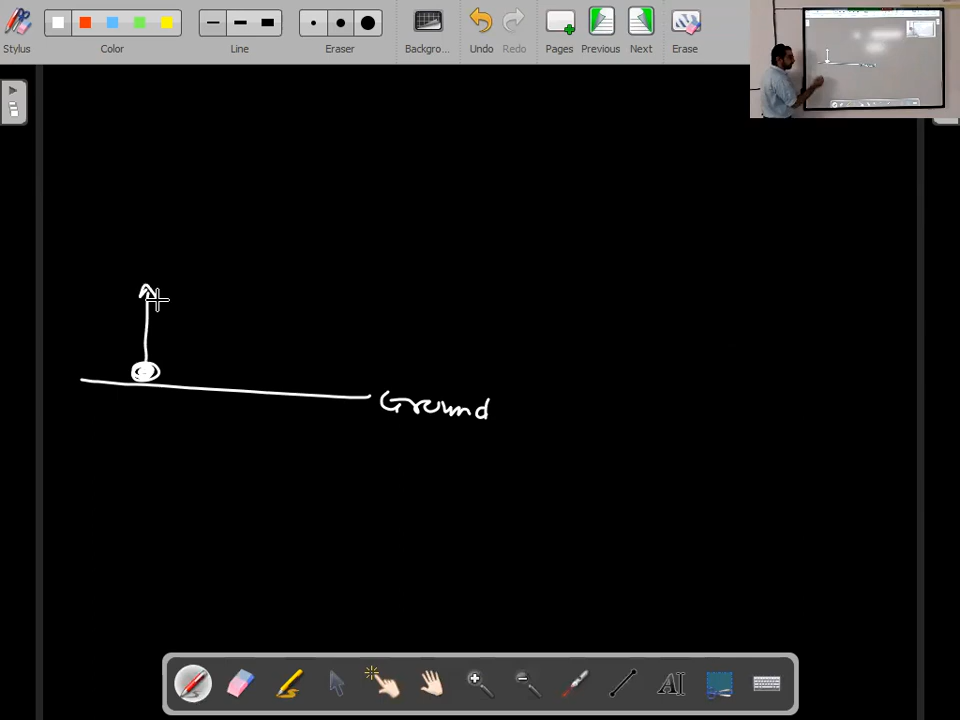 Stylus
Color
Line
Eraser
Backgro...
Undo
Redo
Pages
Previous
Next
Erase
Ground